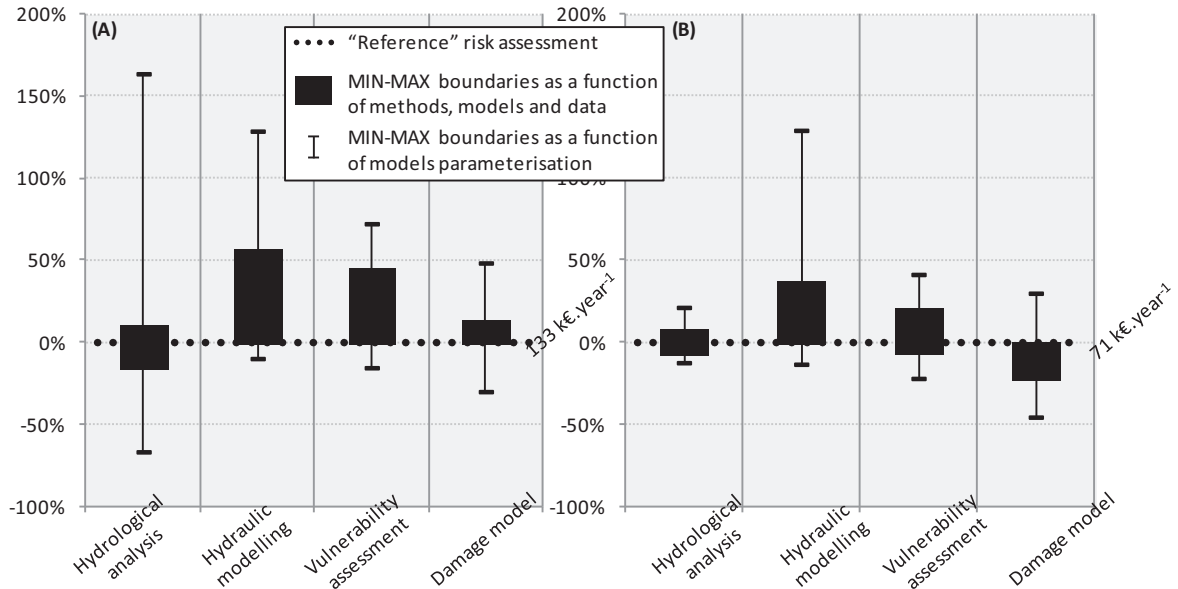 200%
150%
100%
50%
0%
-50%
-100%
(A)
"Reference" risk assessment
MIN-MAX boundaries as a function
of methods, models and data
MIN-MAX boundaries as a function
of models parameterisation
133 k€.year-1
Hydrological
analysis
Hydraulic
modelling
Vulnerability
assessment
Damage model
200%
100%
50%
0%
-50%
-100%
(B)
71 k€.year-1
Hydrological
analysis
Hydraulic
modelling
Vulnerability
assessment
Damage model